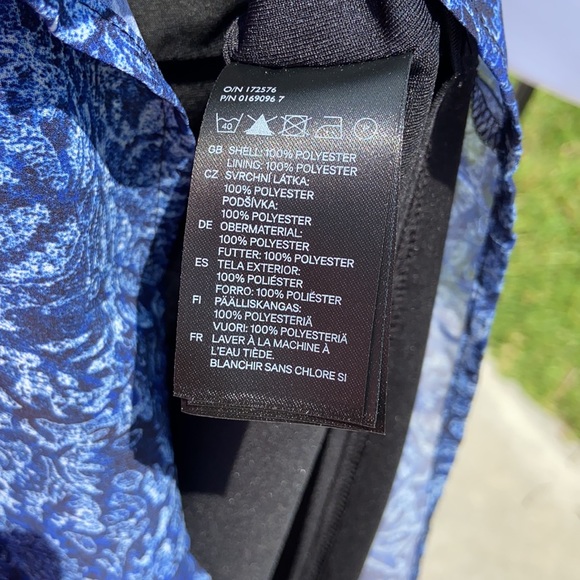 O/N 172576
P/N 0169096 7
40
GB SHELL: 100% POLYESTER
LINING: 100% POLYESTER
CZ SVRCHNÍ LÁTKA:
100% POLYESTER
PODŠÍVKA:
100% POLYESTER
DE OBERMATERIAL:
100% POLYESTER
FUTTER: 100% POLYESTER
ES TELA EXTERIOR:
100% POLIÉSTER
FORRO: 100% POLIÉSTER
FI PÄÄLLISKANGAS:
100% POLYESTERIÄ
VUORI: 100% POLYESTERIÄ
FR LAVER À LA MACHINE À
L'EAU TIÈDE.
BLANCHIR SANS CHLORE SI